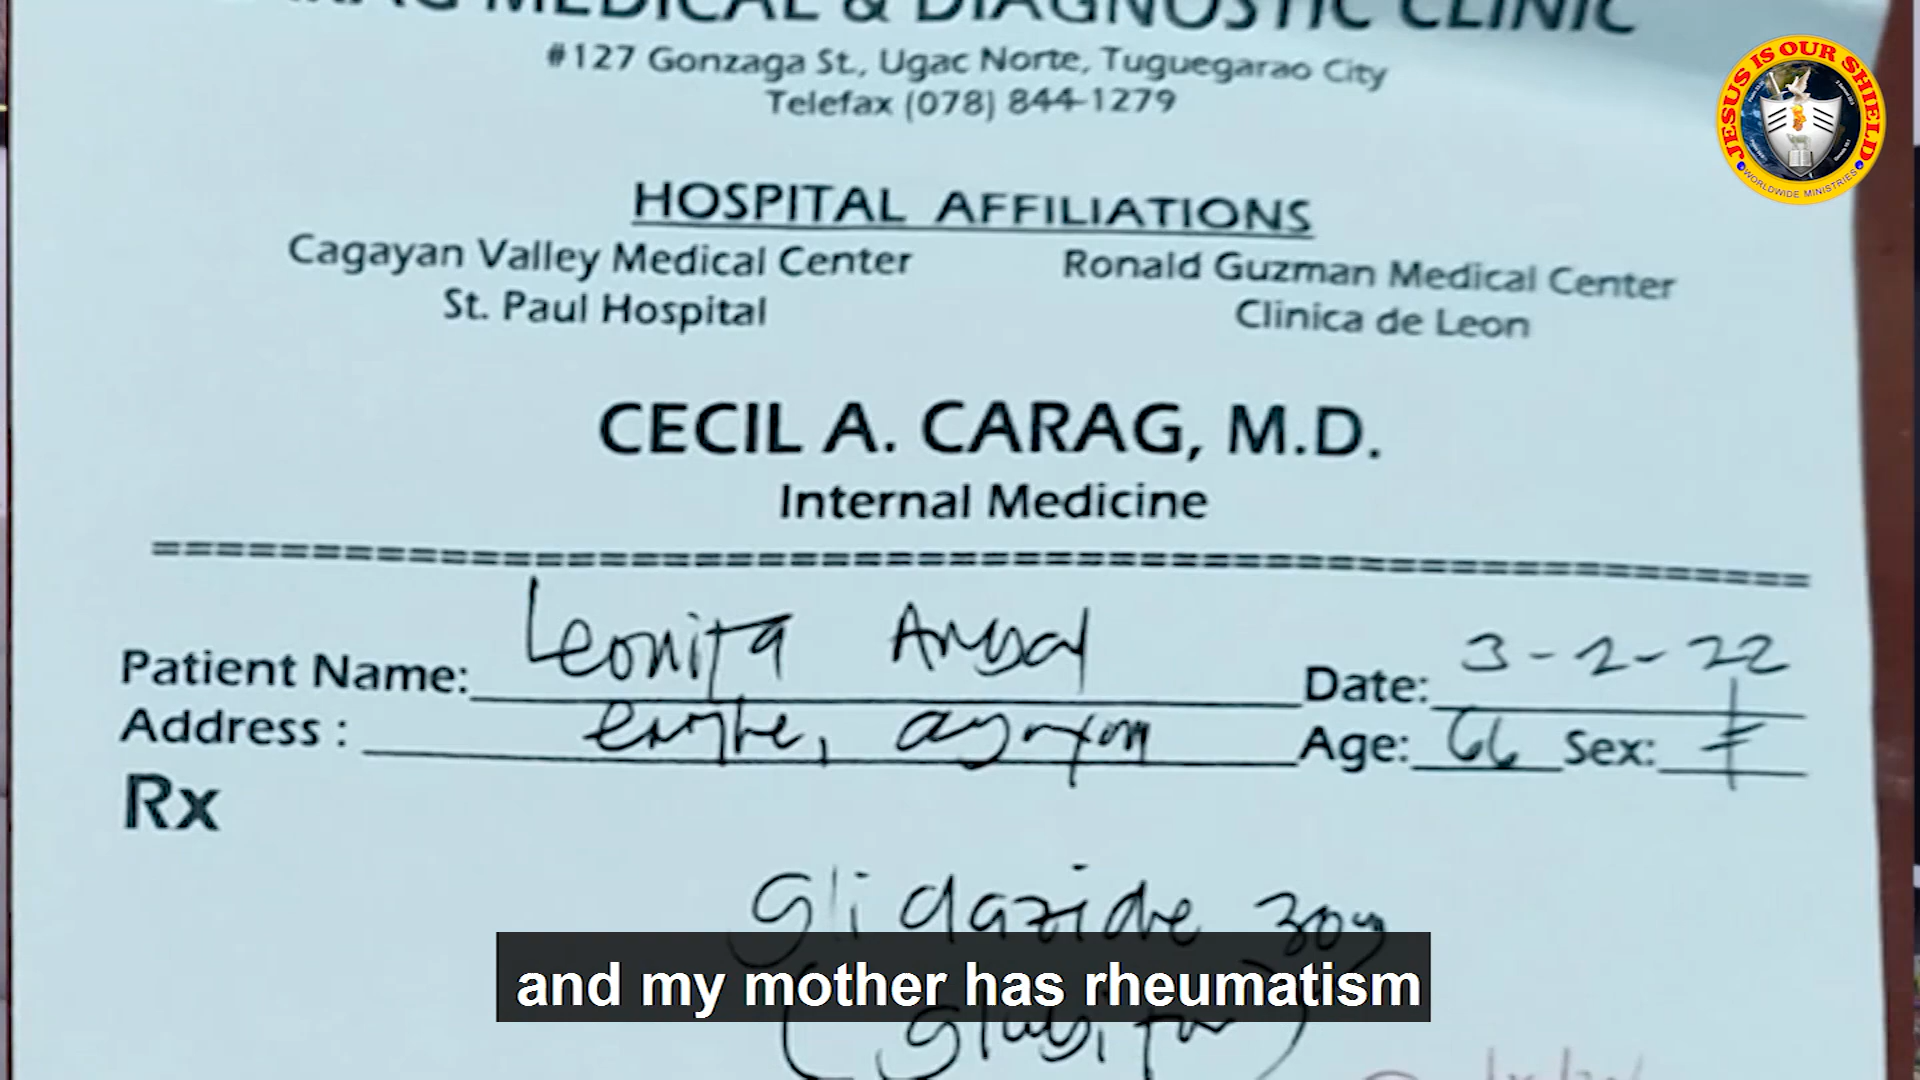 MEDICAL & DIAGNOSTIC CLINIC
#127 Gonzaga St., Ugac Norte, Tuguegarao City
Telefax (078) 844-1279
JESUS IS OUR SHIELD
WORLDWIDE MINISTRIES
HOSPITAL AFFILIATIONS
Cagayan Valley Medical Center Ronald Guzman Medical Center
St. Paul Hospital Clinica de Leon
CECIL A. CARAG, M.D.
Internal Medicine
Patient Name: Leonita Date: 3-2-22
Address : Age: 66 Sex: F
Rx
Gliclazide 30mg
and my mother has rheumatism